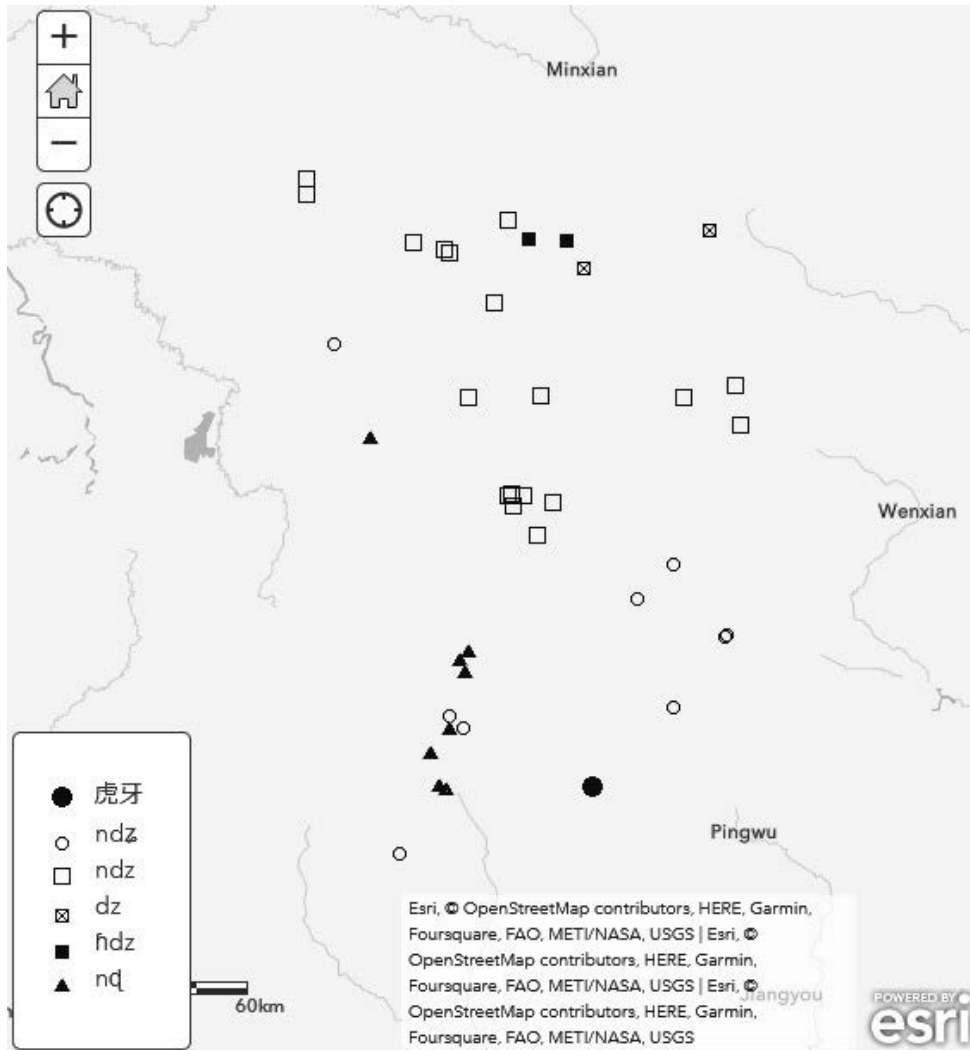 +
−
Minxian
Wenxian
Pingwu
虎牙
ndʑ
ndz
dz
ɦdz
nɖ
60km
Esri, © OpenStreetMap contributors, HERE, Garmin,
Foursquare, FAO, METI/NASA, USGS | Esri, ©
OpenStreetMap contributors, HERE, Garmin,
Foursquare, FAO, METI/NASA, USGS | Esri, ©
OpenStreetMap contributors, HERE, Garmin,
Foursquare, FAO, METI/NASA, USGS
Jiangyou
POWERED BY
esri